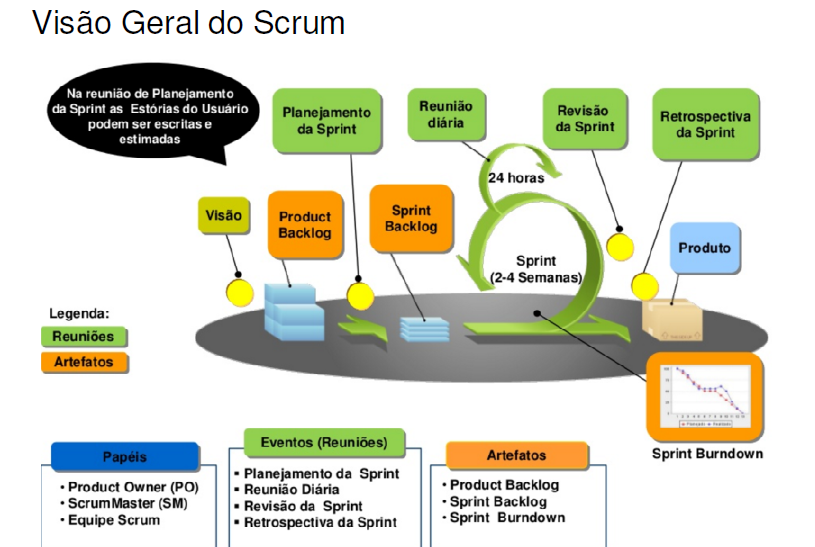 Visão Geral do Scrum
Na reunião de Planejamento
da Sprint as Estórias do Usuário
podem ser escritas e
estimadas
Planejamento
da Sprint
Reunião
diária
Revisão
da Sprint
Retrospectiva
da Sprint
24 horas
Visão
Product
Backlog
Sprint
Backlog
Sprint
(2-4 Semanas)
Produto
Legenda:
Reuniões
Artefatos
Sprint Burndown
Papéis
• Product Owner (PO)
• ScrumMaster (SM)
• Equipe Scrum
Eventos (Reuniões)
▪ Planejamento da Sprint
▪ Reunião Diária
▪ Revisão da Sprint
▪ Retrospectiva da Sprint
Artefatos
• Product Backlog
• Sprint Backlog
• Sprint Burndown